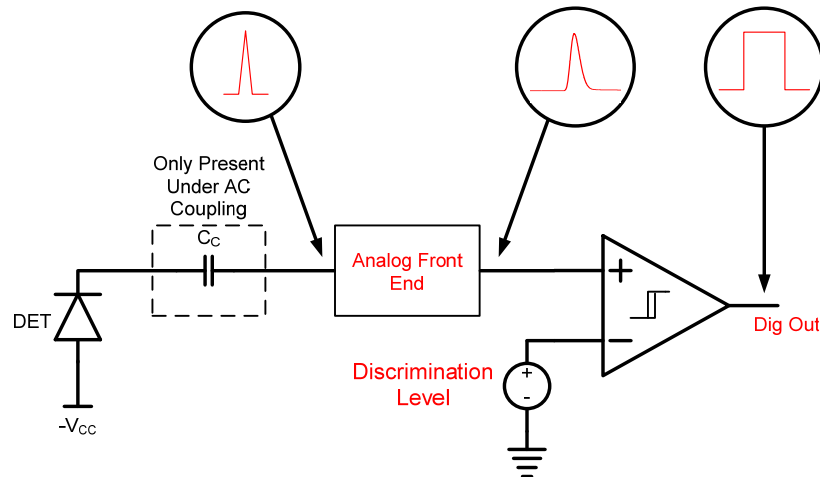 Only Present
Under AC
Coupling
CC
Analog Front
End
+
DET
Dig Out
Discrimination
Level
+
-
-VCC